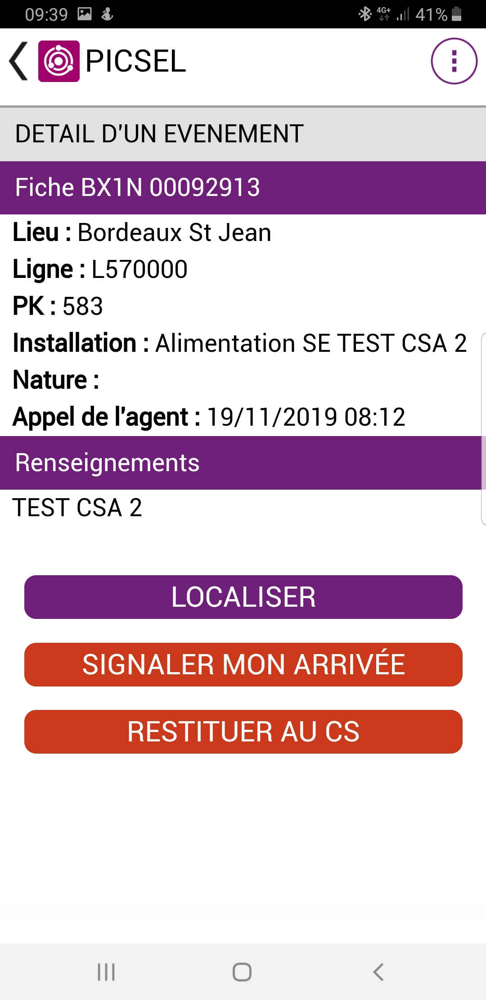 09:39 4G+ 41%
PICSEL
DETAIL D'UN EVENEMENT
Fiche BX1N 00092913
Lieu : Bordeaux St Jean
Ligne : L570000
PK : 583
Installation : Alimentation SE TEST CSA 2
Nature :
Appel de l'agent : 19/11/2019 08:12
Renseignements
TEST CSA 2
LOCALISER
SIGNALER MON ARRIVÉE
RESTITUER AU CS